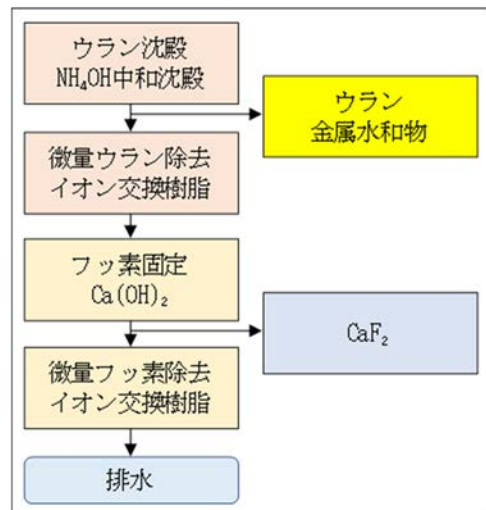 ウラン沈殿
NH₄OH中和沈殿
ウラン
金属水和物
微量ウラン除去
イオン交換樹脂
フッ素固定
Ca(OH)₂
CaF₂
微量フッ素除去
イオン交換樹脂
排水